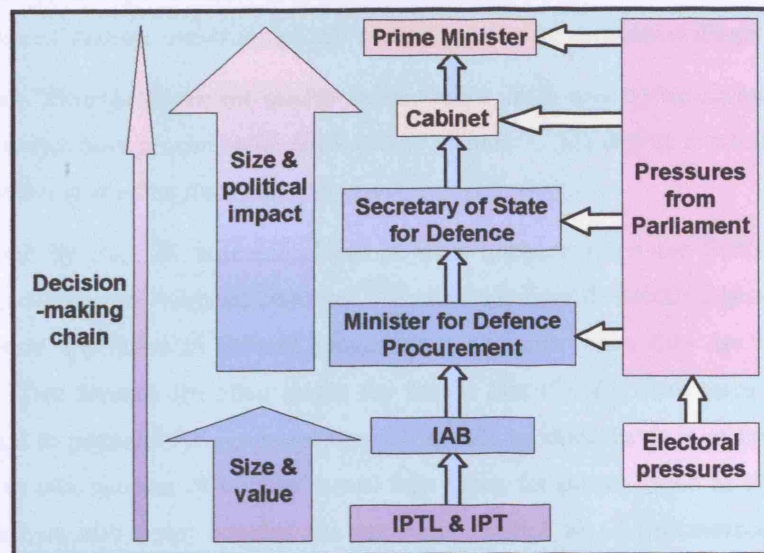 Prime Minister
Cabinet
Size &
political
impact
Secretary of State
for Defence
Pressures
from
Parliament
Decision
-making
chain
Minister for Defence
Procurement
IAB
Size &
value
Electoral
pressures
IPTL & IPT